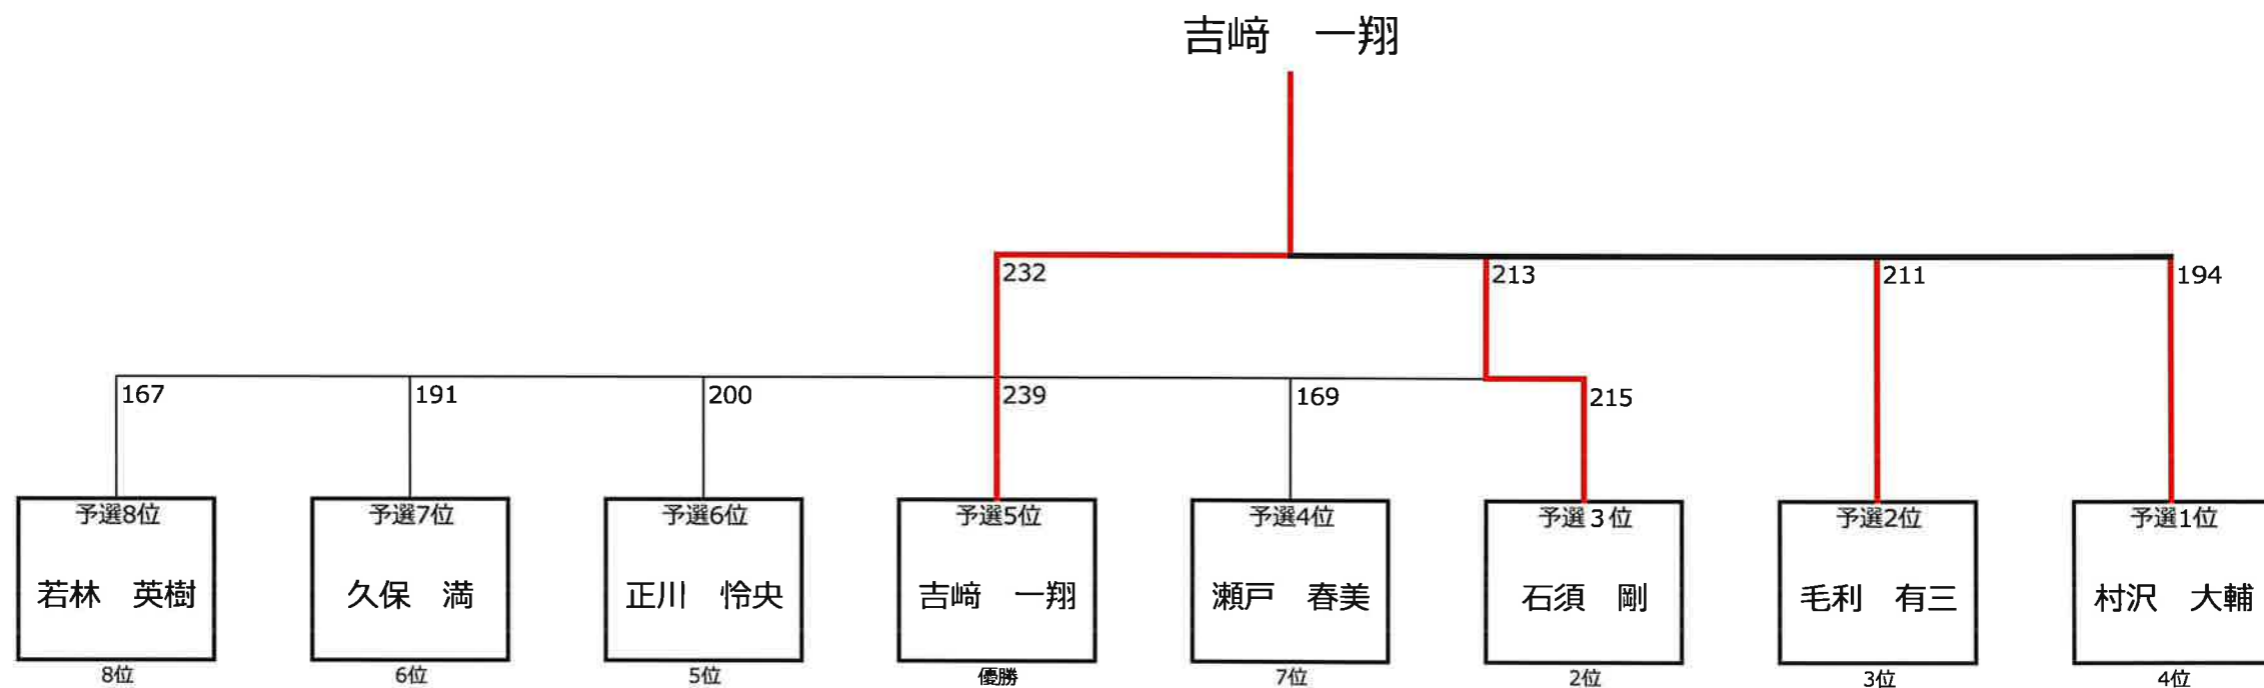 吉﨑　一翔
232 213 211 194
167 191 200 239 169 215
予選8位 予選7位 予選6位 予選5位 予選4位 予選３位 予選2位 予選1位
若林　英樹 久保　満 正川　怜央 吉﨑　一翔 瀬戸　春美 石須　剛 毛利　有三 村沢　大輔
8位 6位 5位 優勝 7位 2位 3位 4位